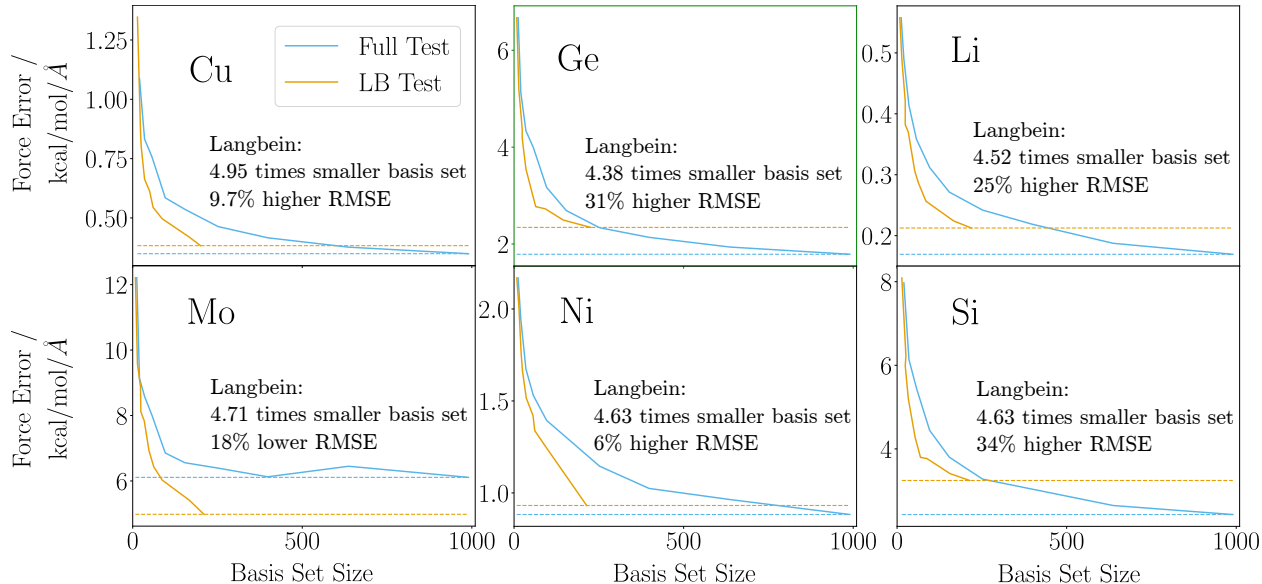 Force Error /
kcal/mol/Å
1.25
1.00
0.75
0.50
Cu
Full Test
LB Test
Langbein:
4.95 times smaller basis set
9.7% higher RMSE
6
4
2
Ge
Langbein:
4.38 times smaller basis set
31% higher RMSE
0.5
0.4
0.3
0.2
Li
Langbein:
4.52 times smaller basis set
25% higher RMSE
Force Error /
kcal/mol/Å
12
10
8
6
Mo
Langbein:
4.71 times smaller basis set
18% lower RMSE
0 500 1000
Basis Set Size
2.0
1.5
1.0
Ni
Langbein:
4.63 times smaller basis set
6% higher RMSE
0 500 1000
Basis Set Size
8
6
4
Si
Langbein:
4.63 times smaller basis set
34% higher RMSE
0 500 1000
Basis Set Size